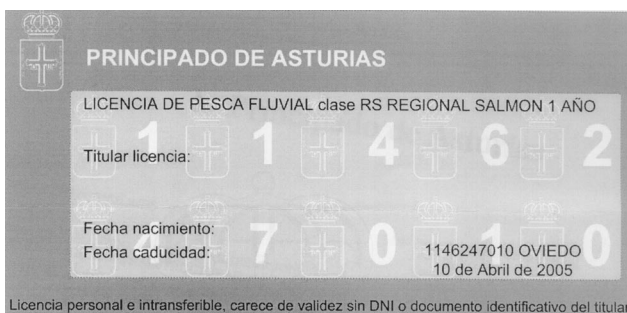 PRINCIPADO DE ASTURIAS
LICENCIA DE PESCA FLUVIAL clase RS REGIONAL SALMON 1 AÑO
1 1 4 6 2
Titular licencia:
4 7 0 1 0
Fecha nacimiento:
Fecha caducidad:
1146247010 OVIEDO
10 de Abril de 2005
Licencia personal e intransferible, carece de validez sin DNI o documento identificativo del titular